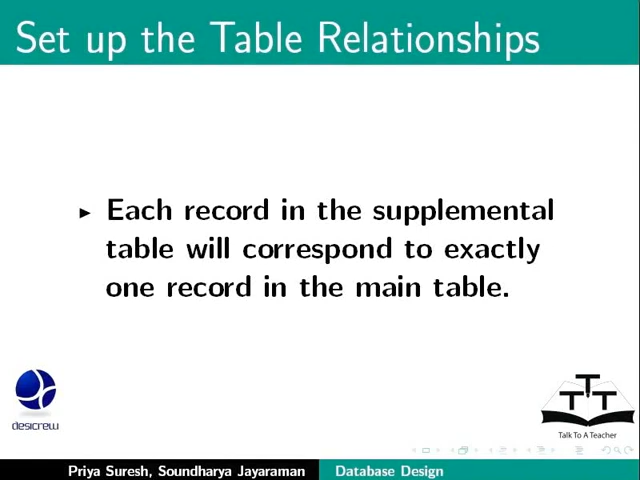 Set up the Table Relationships
Each record in the supplemental
table will correspond to exactly
one record in the main table.
desicrew
T T T
Talk To A Teacher
Priya Suresh, Soundharya Jayaraman Database Design